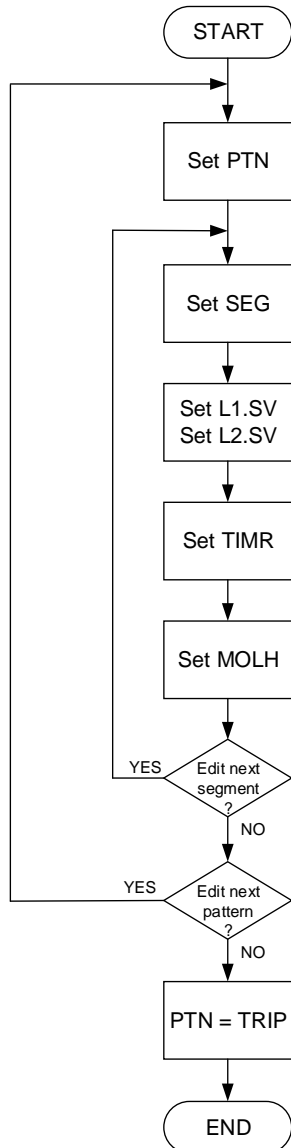 START
Set PTN
Set SEG
Set L1.SV
Set L2.SV
Set TIMR
Set MOLH
Edit next
segment
?
YES
NO
Edit next
pattern
?
YES
NO
PTN = TRIP
END